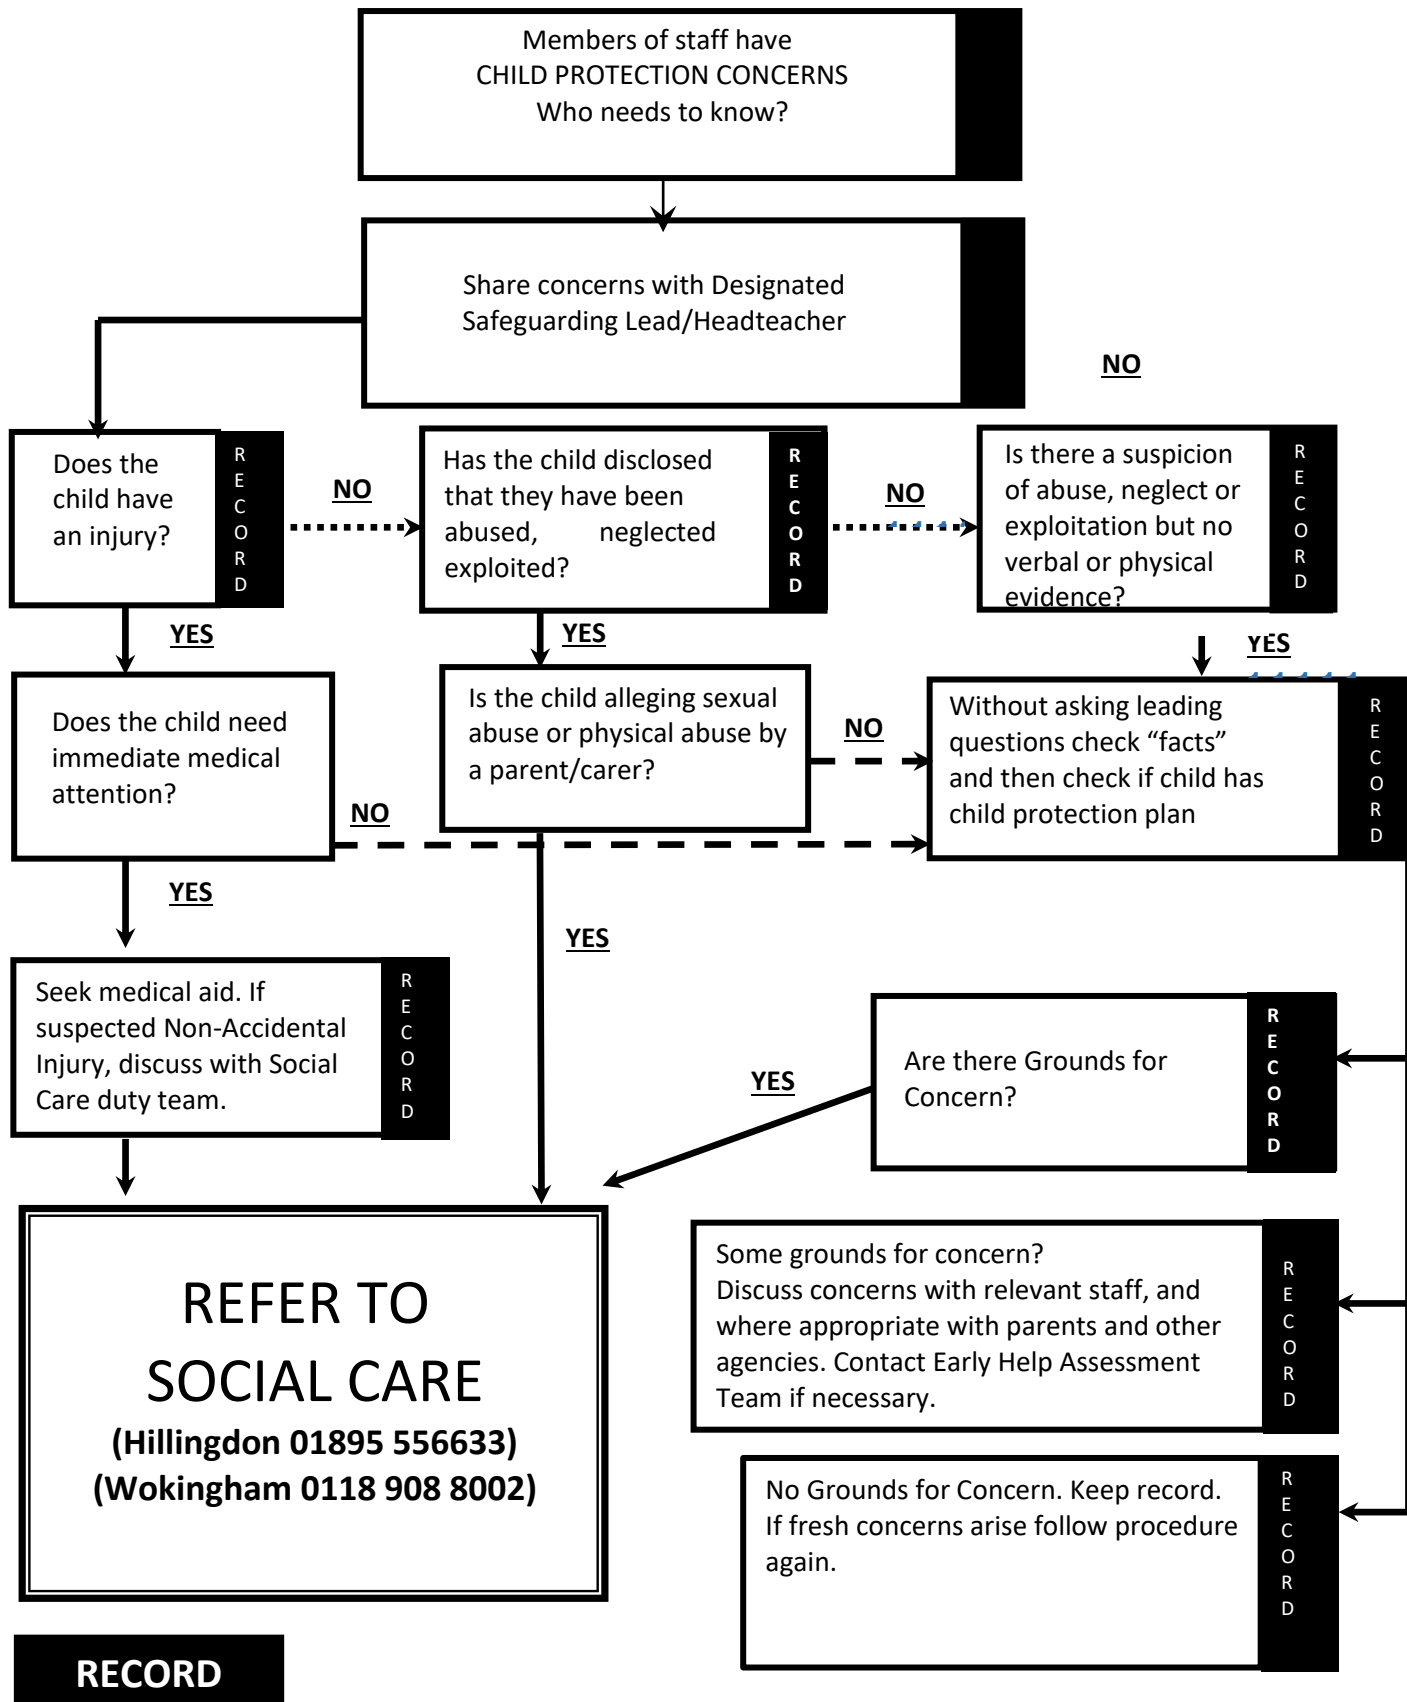 Members of staff have
CHILD PROTECTION CONCERNS
Who needs to know?
Share concerns with Designated
Safeguarding Lead/Headteacher
NO
Does the
child have
an injury?
RECORD
NO
Has the child disclosed
that they have been
abused, neglected
exploited?
RECORD
NO
Is there a suspicion
of abuse, neglect or
exploitation but no
verbal or physical
evidence?
RECORD
YES
YES
YES
Does the child need
immediate medical
attention?
NO
Is the child alleging sexual
abuse or physical abuse by
a parent/carer?
NO
Without asking leading
questions check “facts”
and then check if child has
child protection plan
RECORD
YES
YES
Seek medical aid. If
suspected Non-Accidental
Injury, discuss with Social
Care duty team.
RECORD
Are there Grounds for
Concern?
RECORD
YES
REFER TO
SOCIAL CARE
(Hillingdon 01895 556633)
(Wokingham 0118 908 8002)
Some grounds for concern?
Discuss concerns with relevant staff, and
where appropriate with parents and other
agencies. Contact Early Help Assessment
Team if necessary.
RECORD
No Grounds for Concern. Keep record.
If fresh concerns arise follow procedure
again.
RECORD
RECORD